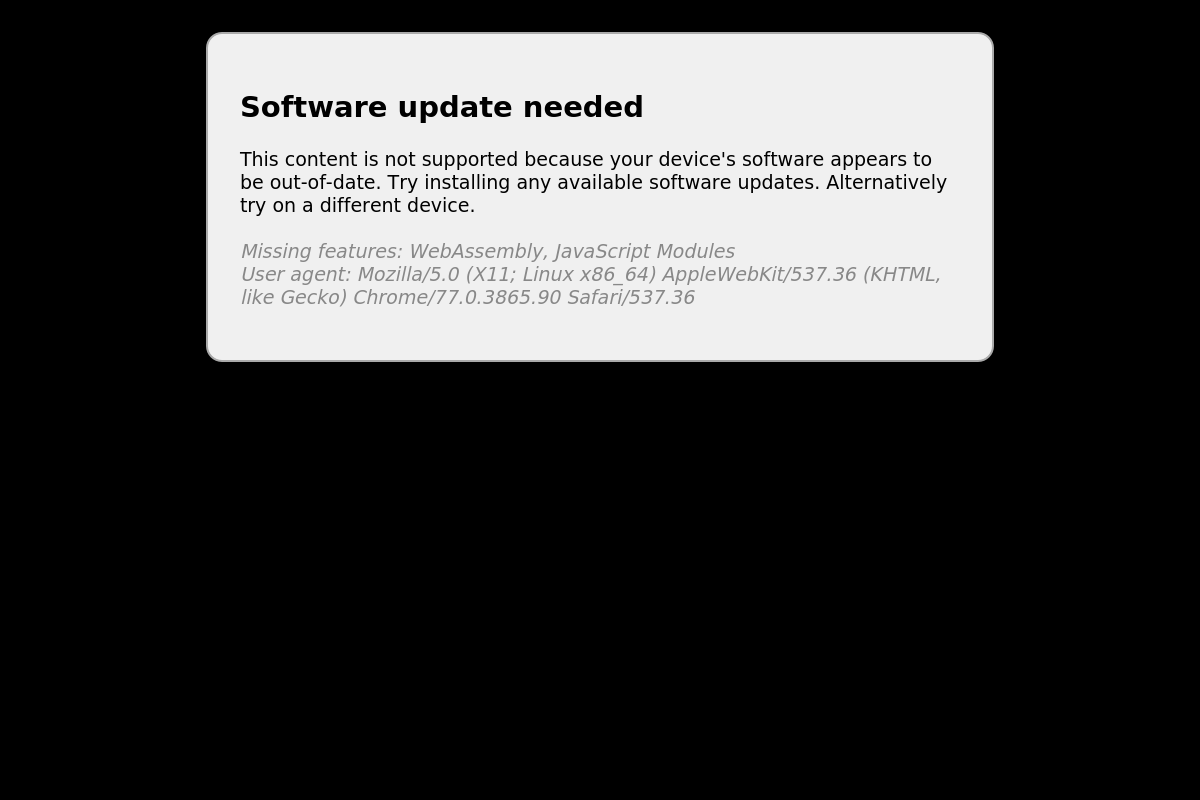 Software update needed
This content is not supported because your device's software appears to
be out-of-date. Try installing any available software updates. Alternatively
try on a different device.
Missing features: WebAssembly, JavaScript Modules
User agent: Mozilla/5.0 (X11; Linux x86_64) AppleWebKit/537.36 (KHTML,
like Gecko) Chrome/77.0.3865.90 Safari/537.36